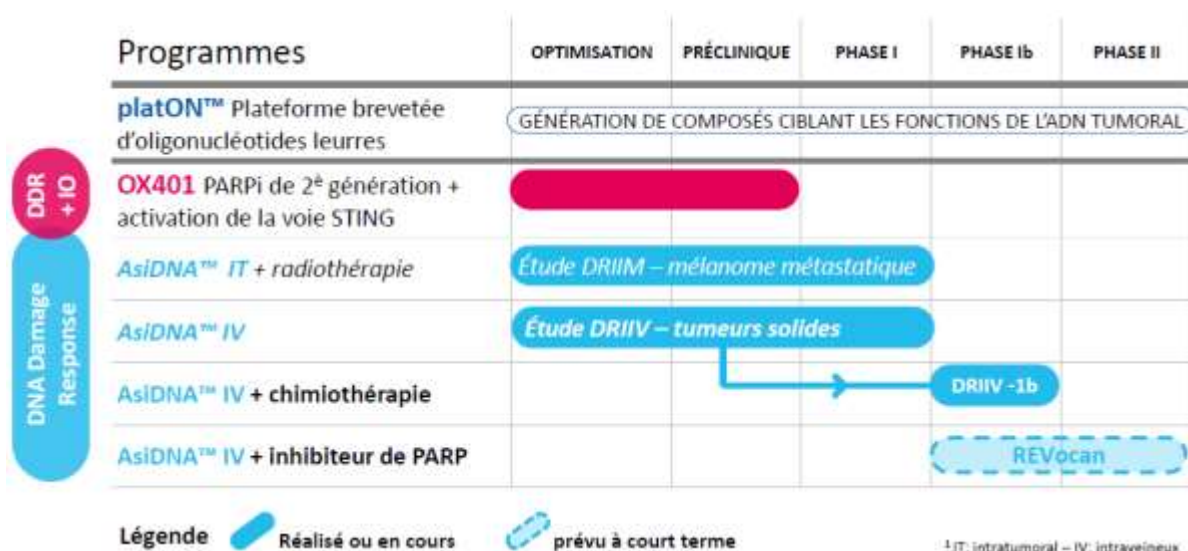 Programmes
OPTIMISATION
PRÉCLINIQUE
PHASE I
PHASE Ib
PHASE II
platON™ Plateforme brevetée
d'oligonucléotides leurres
GÉNÉRATION DE COMPOSÉS CIBLANT LES FONCTIONS DE L'ADN TUMORAL
DDR
+ IO
OX401 PARPi de 2è génération +
activation de la voie STING
DNA Damage
Response
AsiDNA™ IT + radiothérapie
Étude DRIIM – mélanome métastatique
AsiDNA™ IV
Étude DRIIV – tumeurs solides
AsiDNA™ IV + chimiothérapie
DRIIV -1b
AsiDNA™ IV + inhibiteur de PARP
REVocan
Légende
Réalisé ou en cours
prévu à court terme
1 IT: intratumoral – IV: intraveineux